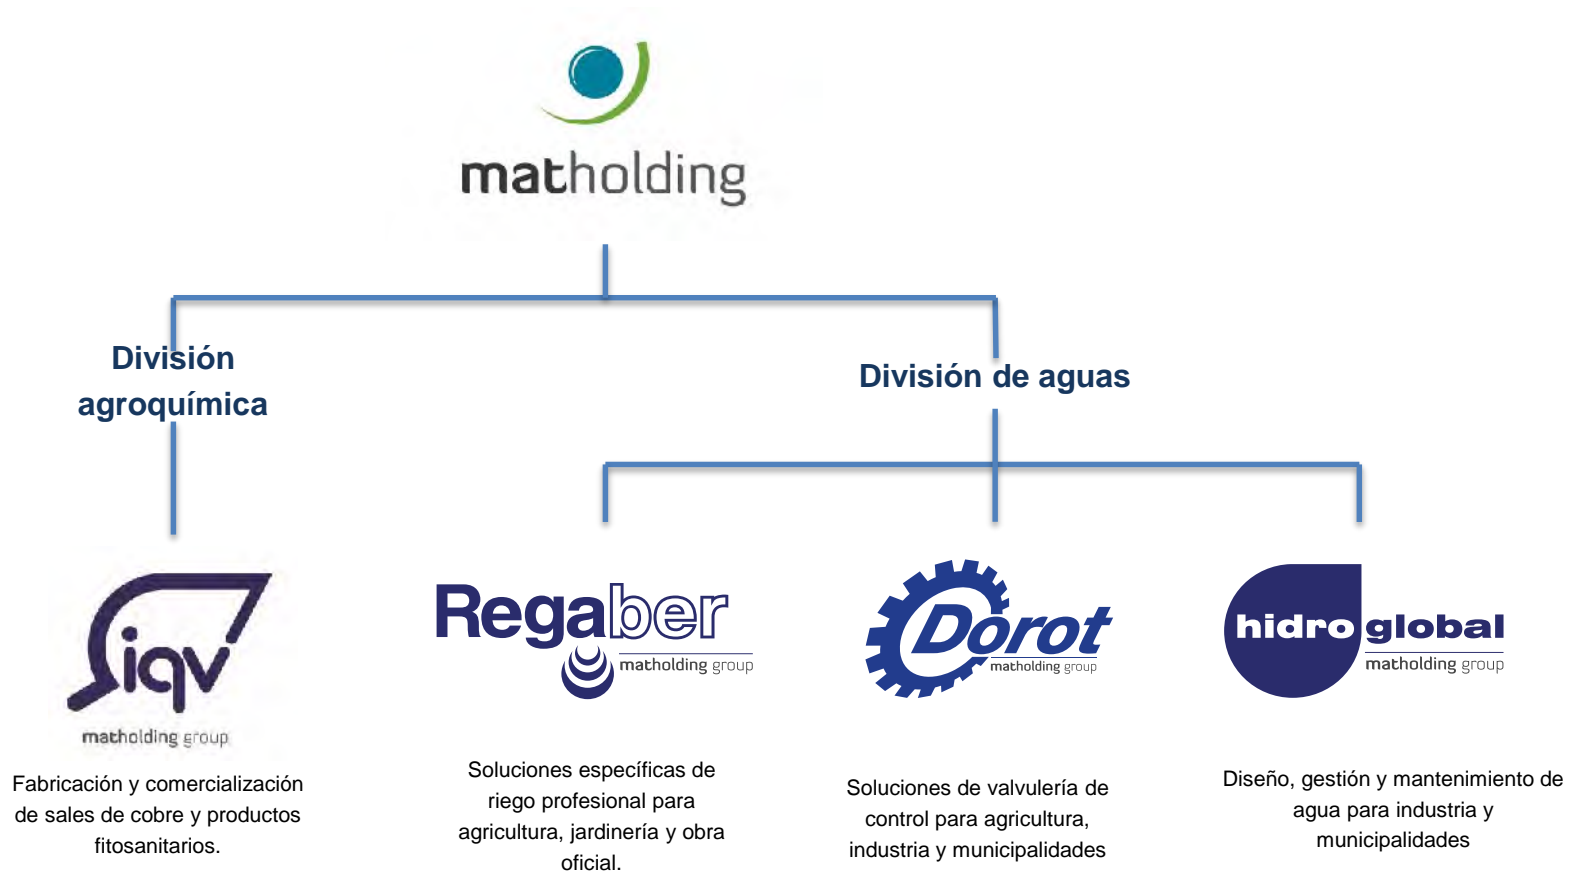 matholding
División
agroquímica
División de aguas
iqv
matholding group
Fabricación y comercialización
de sales de cobre y productos
fitosanitarios.
Regaber
matholding group
Soluciones específicas de
riego profesional para
agricultura, jardinería y obra
oficial.
Dorot
matholding group
Soluciones de valvulería de
control para agricultura,
industria y municipalidades
hidroglobal
matholding group
Diseño, gestión y mantenimiento de
agua para industria y
municipalidades